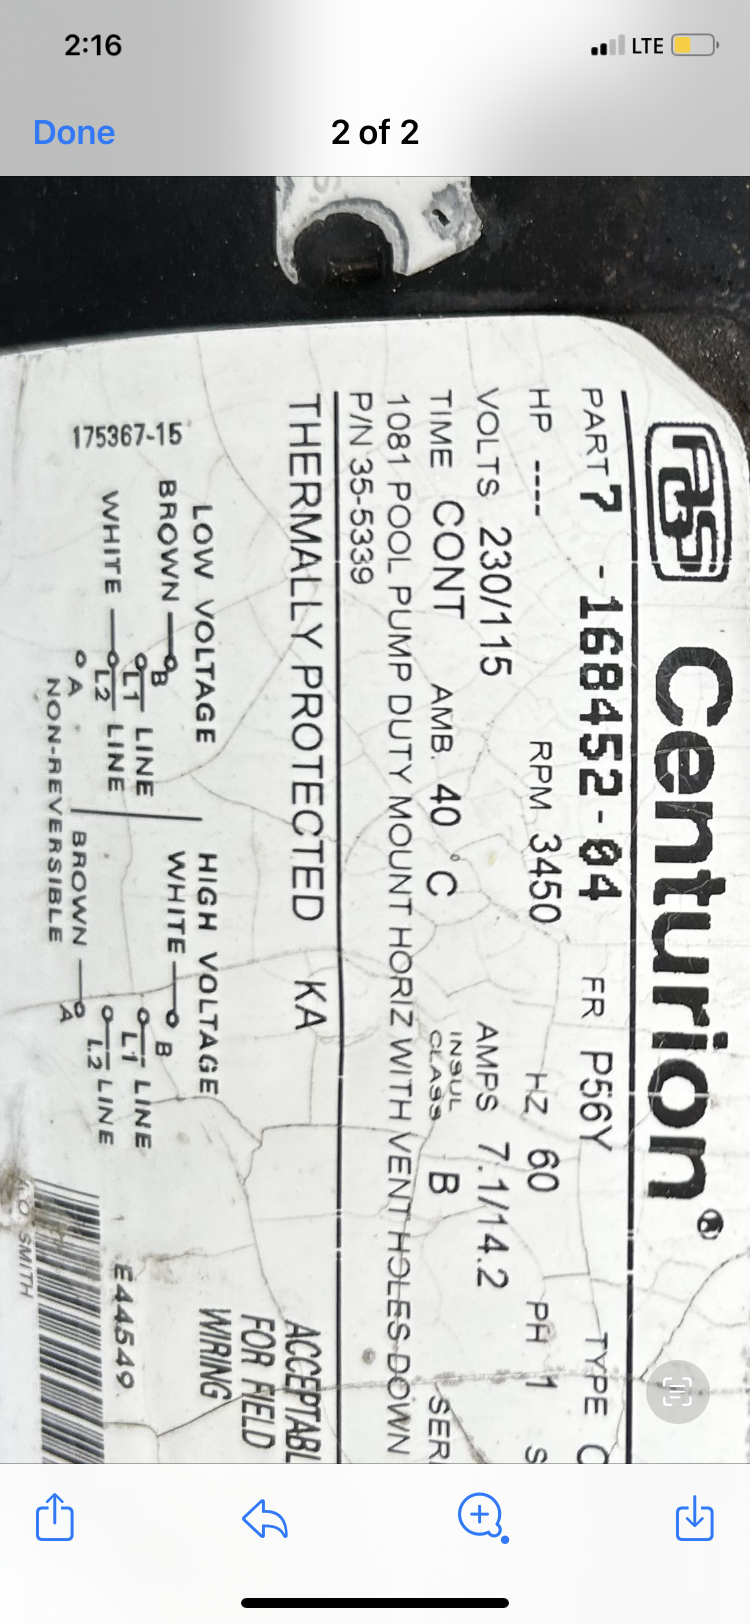 2:16
LTE
Done
2 of 2
Centurion®
PART 7 -168452-04 FR P56Y TYPE
HP ---- RPM 3450 HZ 60 PH 1 S
VOLTS 230/115 AMPS 7.1/14.2
TIME CONT AMB. 40 °C INSUL CLASS B SER.
1081 POOL PUMP DUTY MOUNT HORIZ WITH VENT HOLES DOWN
P/N 35-5339
THERMALLY PROTECTED KA
ACCEPTABL
FOR FIELD
WIRING
LOW VOLTAGE
BROWN B
L1 LINE
WHITE L2 LINE
A
NON-REVERSIBLE
HIGH VOLTAGE
WHITE B
L1 LINE
L2 LINE
BROWN A
175367-15
E44549
A.O. SMITH